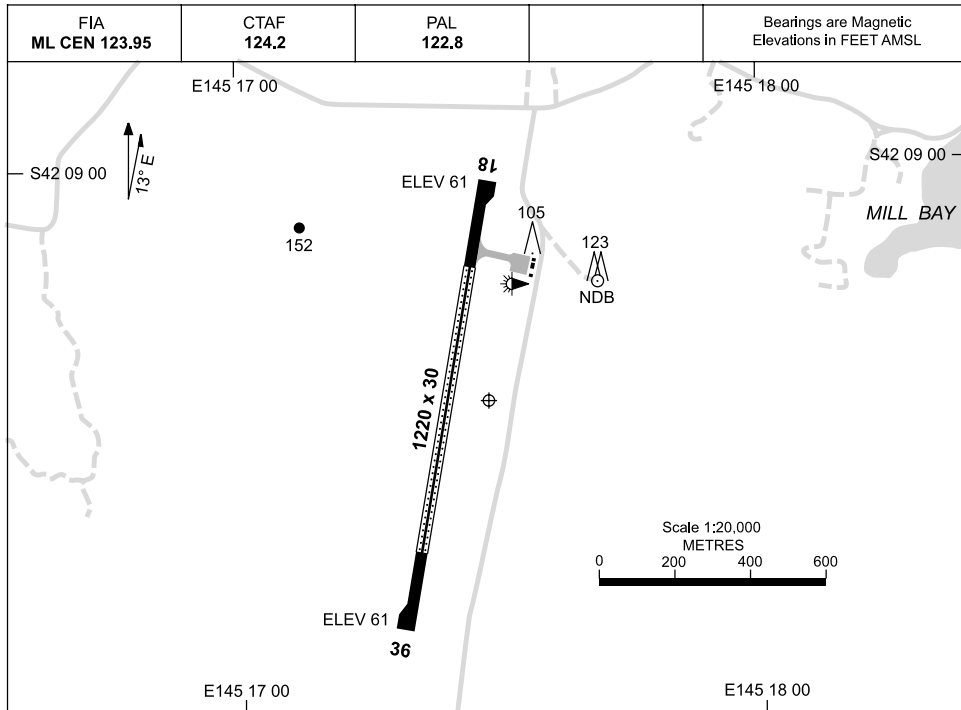 FIA
ML CEN 123.95
CTAF
124.2
PAL
122.8
Bearings are Magnetic
Elevations in FEET AMSL
E145 17 00
E145 18 00
S42 09 00
S42 09 00
13° E
ELEV 61
18
105
MILL BAY
152
123
NDB
1220 x 30
Scale 1:20,000
METRES
0 200 400 600
ELEV 61
36
E145 17 00
E145 18 00